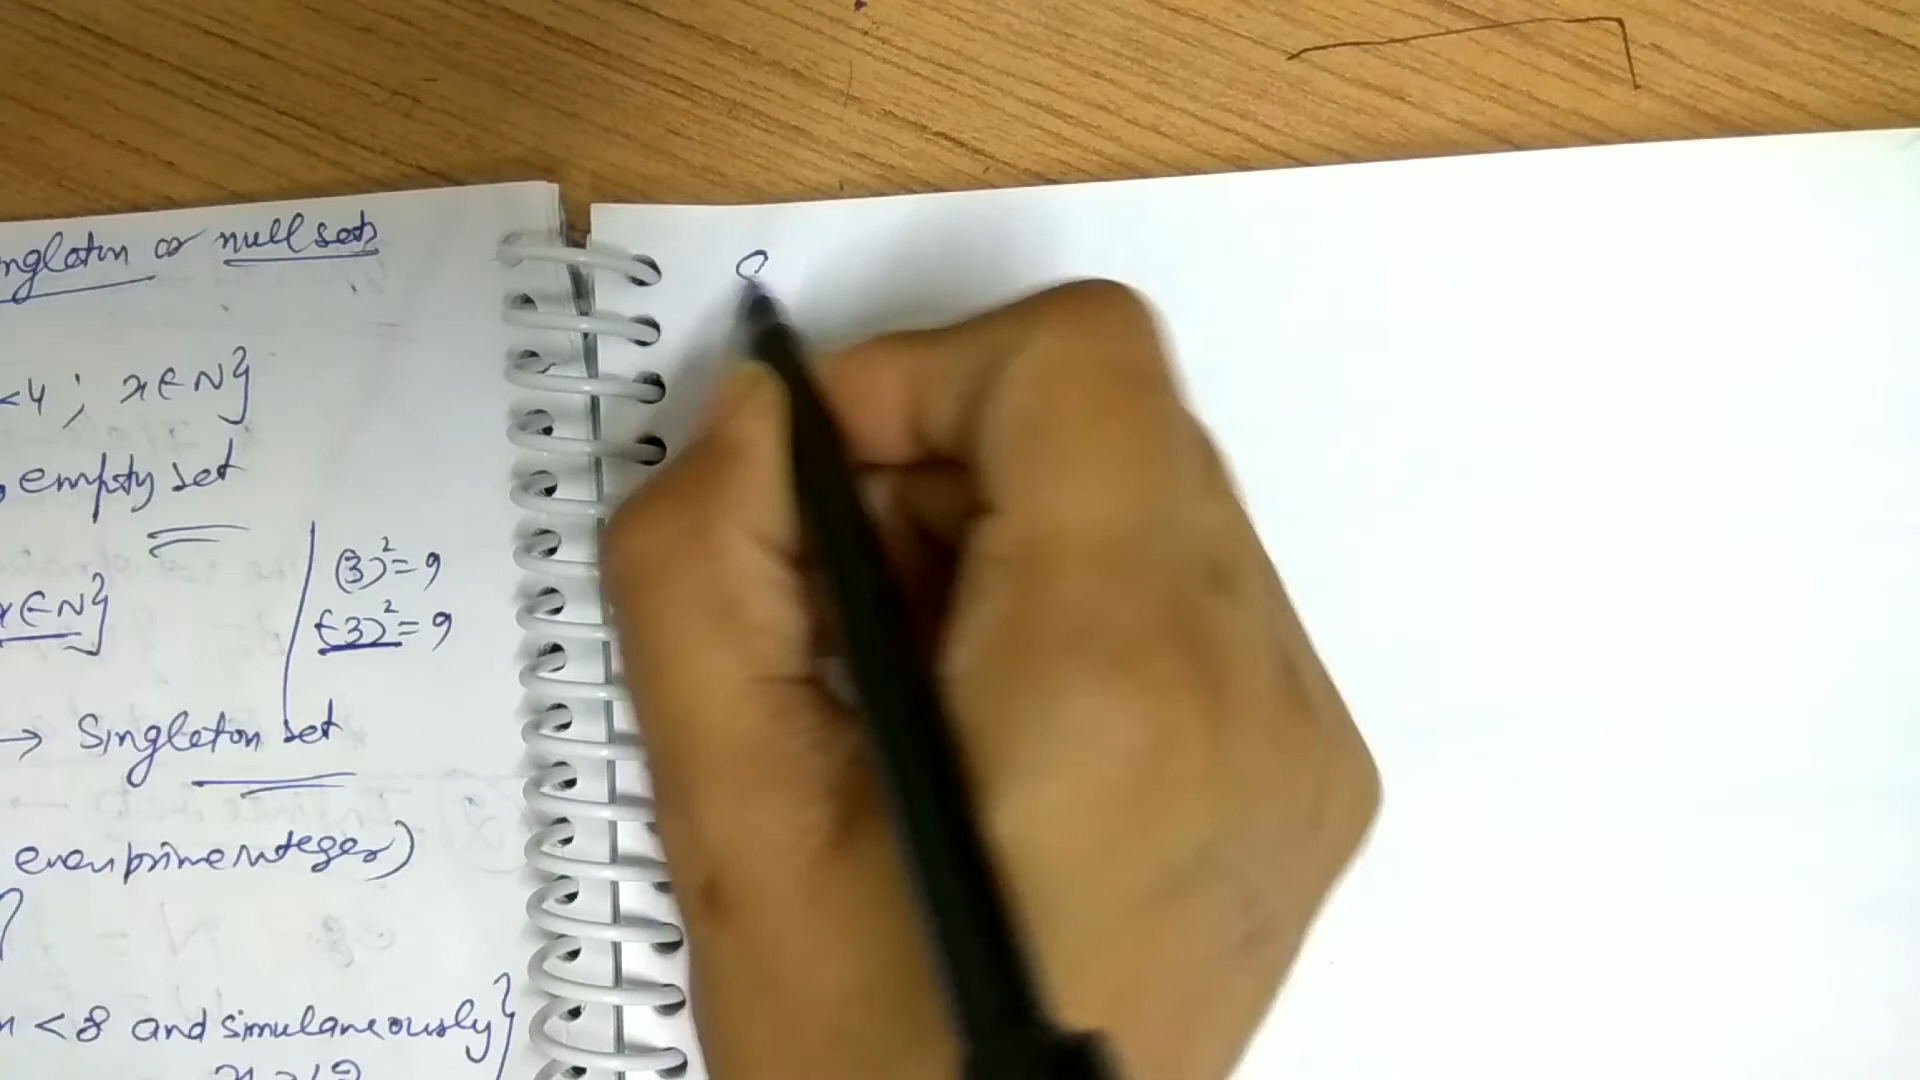 ngleton or null sets
<4 ; x ∈ N}
empty set
(3)² = 9
x ∈ N}
(-3)² = 9
→ Singleton set
even prime integer)
< 8 and simulaneously}